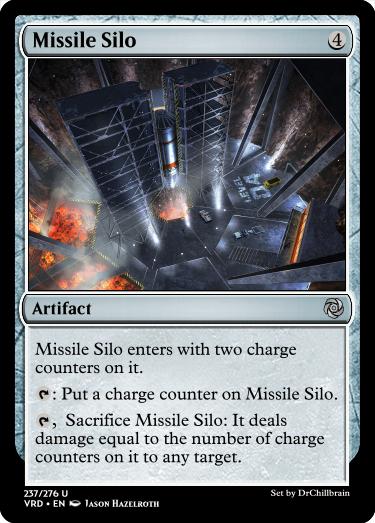 Missile Silo 4
Artifact
Missile Silo enters with two charge
counters on it.
: Put a charge counter on Missile Silo.
, Sacrifice Missile Silo: It deals
damage equal to the number of charge
counters on it to any target.
237/276 U
VRD • EN Jason Hazelroth
Set by DrChillbrain